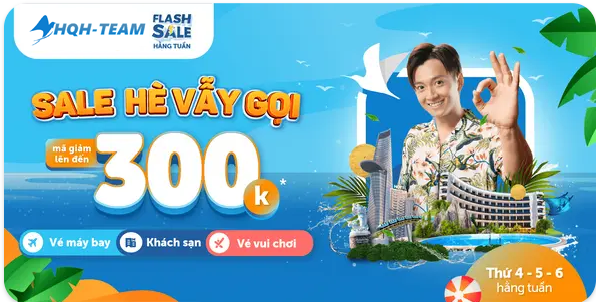 HQH-TEAM
FLASH
SALE
HẰNG TUẦN
SALE HÈ VẪY GỌI
mã giảm
lên đến
300k*
Vé máy bay
Khách sạn
Vé vui chơi
Thứ 4 - 5 - 6
hằng tuần